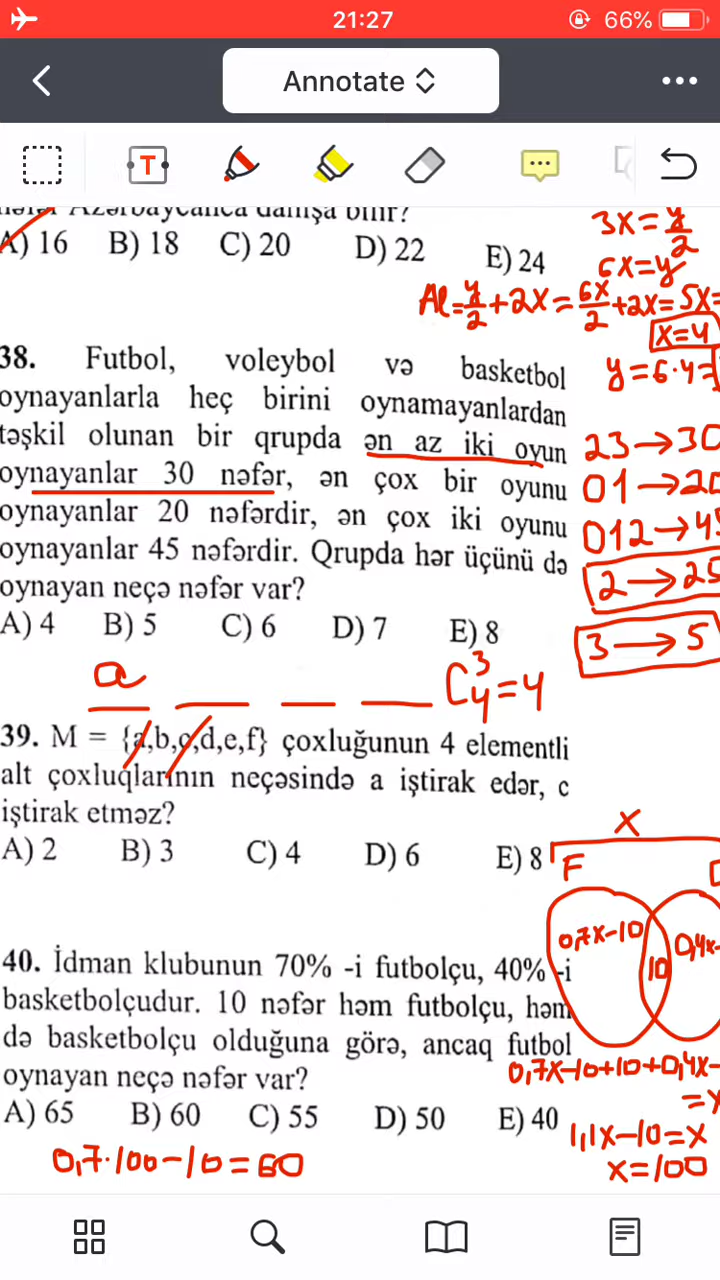 21:27
66%
Annotate
T
Azərbaycanca danışa bilir?
A) 16 B) 18 C) 20 D) 22 E) 24
3x=y/2
6x=y
Al=y/2+2x=6x/2+2x=5x=
x=4
y=6·4=
38. Futbol, voleybol və basketbol
oynayanlarla heç birini oynamayanlardan
təşkil olunan bir qrupda ən az iki oyun
oynayanlar 30 nəfər, ən çox bir oyunu
oynayanlar 20 nəfərdir, ən çox iki oyunu
oynayanlar 45 nəfərdir. Qrupda hər üçünü də
oynayan neçə nəfər var?
A) 4 B) 5 C) 6 D) 7 E) 8
23→30
01→20
012→45
2→25
3→5
a
C₄³=4
39. M = {a,b,c,d,e,f} çoxluğunun 4 elementli
alt çoxluqlarının neçəsində a iştirak edər, c
iştirak etməz?
A) 2 B) 3 C) 4 D) 6 E) 8
X
F
0,7x-10
10
0,4x-
40. İdman klubunun 70% -i futbolçu, 40% -i
basketbolçudur. 10 nəfər həm futbolçu, həm
də basketbolçu olduğuna görə, ancaq futbol
oynayan neçə nəfər var?
A) 65 B) 60 C) 55 D) 50 E) 40
0,7x-10+10+0,4x-
=x
1,1x-10=x
x=100
0,7·100-10=60